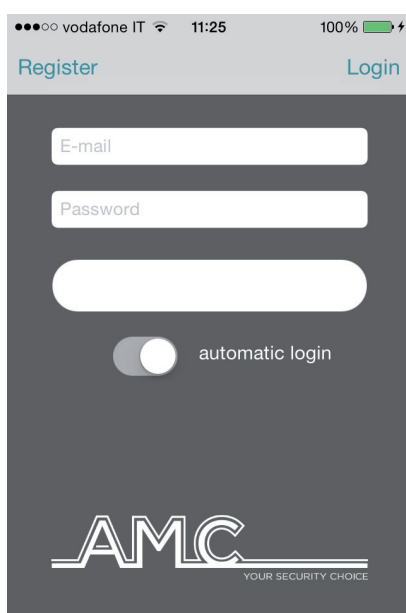 ●●●○○ vodafone IT 11:25 100%
Register Login
E-mail
Password
automatic login
AMC
YOUR SECURITY CHOICE